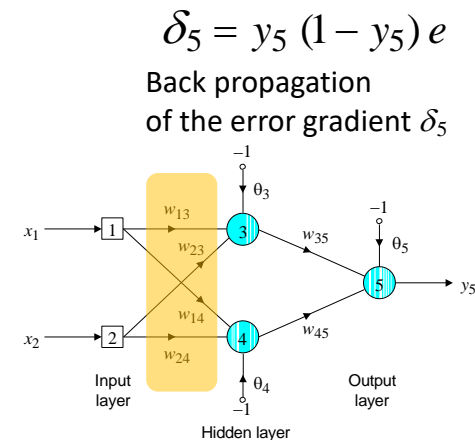 δ₅ = y₅ (1 − y₅) e
Back propagation
of the error gradient δ₅
−1
θ₃
−1
x₁
1
w₁₃
3
w₂₃
w₃₅
θ₅
5
y₅
w₁₄
w₄₅
x₂
2
4
w₂₄
θ₄
Input
layer
Output
layer
−1
Hidden layer